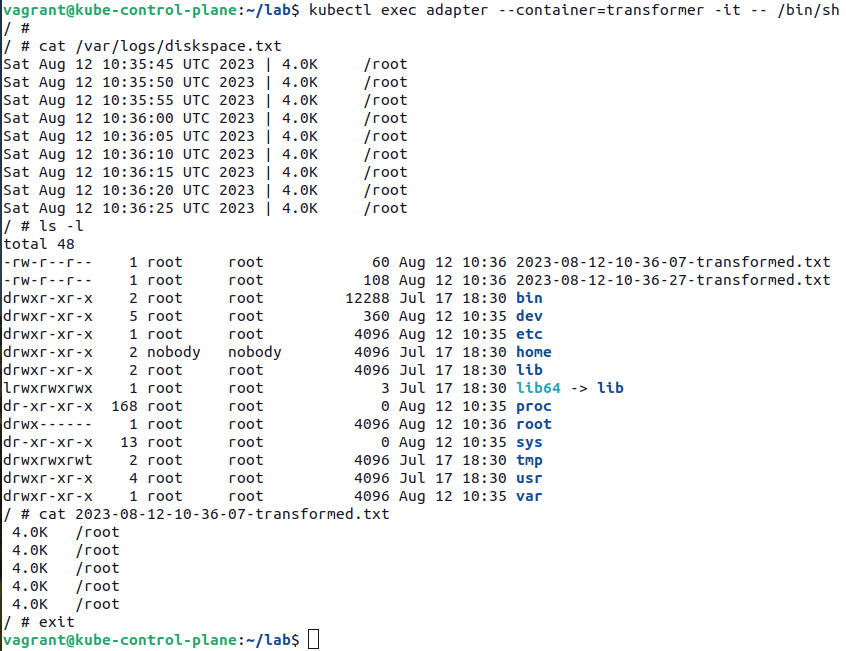 vagrant@kube-control-plane:~/lab$ kubectl exec adapter --container=transformer -it -- /bin/sh
/ #
/ # cat /var/logs/diskspace.txt
Sat Aug 12 10:35:45 UTC 2023 | 4.0K     /root
Sat Aug 12 10:35:50 UTC 2023 | 4.0K     /root
Sat Aug 12 10:35:55 UTC 2023 | 4.0K     /root
Sat Aug 12 10:36:00 UTC 2023 | 4.0K     /root
Sat Aug 12 10:36:05 UTC 2023 | 4.0K     /root
Sat Aug 12 10:36:10 UTC 2023 | 4.0K     /root
Sat Aug 12 10:36:15 UTC 2023 | 4.0K     /root
Sat Aug 12 10:36:20 UTC 2023 | 4.0K     /root
Sat Aug 12 10:36:25 UTC 2023 | 4.0K     /root
/ # ls -l
total 48
-rw-r--r--    1 root     root            60 Aug 12 10:36 2023-08-12-10-36-07-transformed.txt
-rw-r--r--    1 root     root           108 Aug 12 10:36 2023-08-12-10-36-27-transformed.txt
drwxr-xr-x    2 root     root         12288 Jul 17 18:30 bin
drwxr-xr-x    5 root     root           360 Aug 12 10:35 dev
drwxr-xr-x    1 root     root          4096 Aug 12 10:35 etc
drwxr-xr-x    2 nobody   nobody        4096 Jul 17 18:30 home
drwxr-xr-x    2 root     root          4096 Jul 17 18:30 lib
lrwxrwxrwx    1 root     root             3 Jul 17 18:30 lib64 -> lib
dr-xr-xr-x  168 root     root             0 Aug 12 10:35 proc
drwx------    1 root     root          4096 Aug 12 10:36 root
dr-xr-xr-x   13 root     root             0 Aug 12 10:35 sys
drwxrwxrwt    2 root     root          4096 Jul 17 18:30 tmp
drwxr-xr-x    4 root     root          4096 Jul 17 18:30 usr
drwxr-xr-x    1 root     root          4096 Aug 12 10:35 var
/ # cat 2023-08-12-10-36-07-transformed.txt
 4.0K   /root
 4.0K   /root
 4.0K   /root
 4.0K   /root
 4.0K   /root
/ # exit
vagrant@kube-control-plane:~/lab$